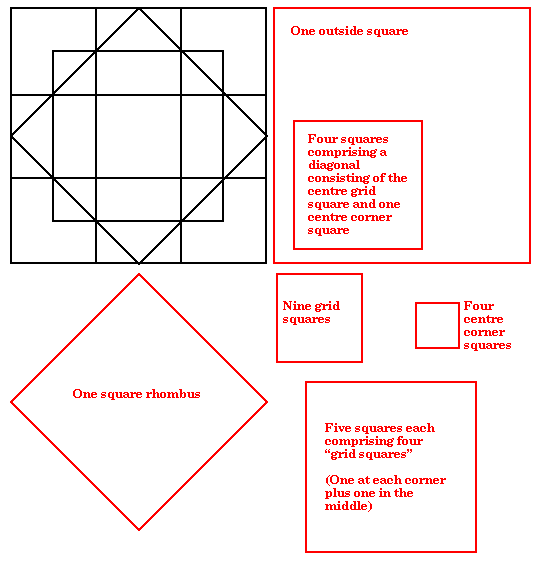 One outside square
Four squares
comprising a
diagonal
consisting of the
centre grid
square and one
centre corner
square
Nine grid
squares
Four
centre
corner
squares
One square rhombus
Five squares each
comprising four
“grid squares”
(One at each corner
plus one in the
middle)